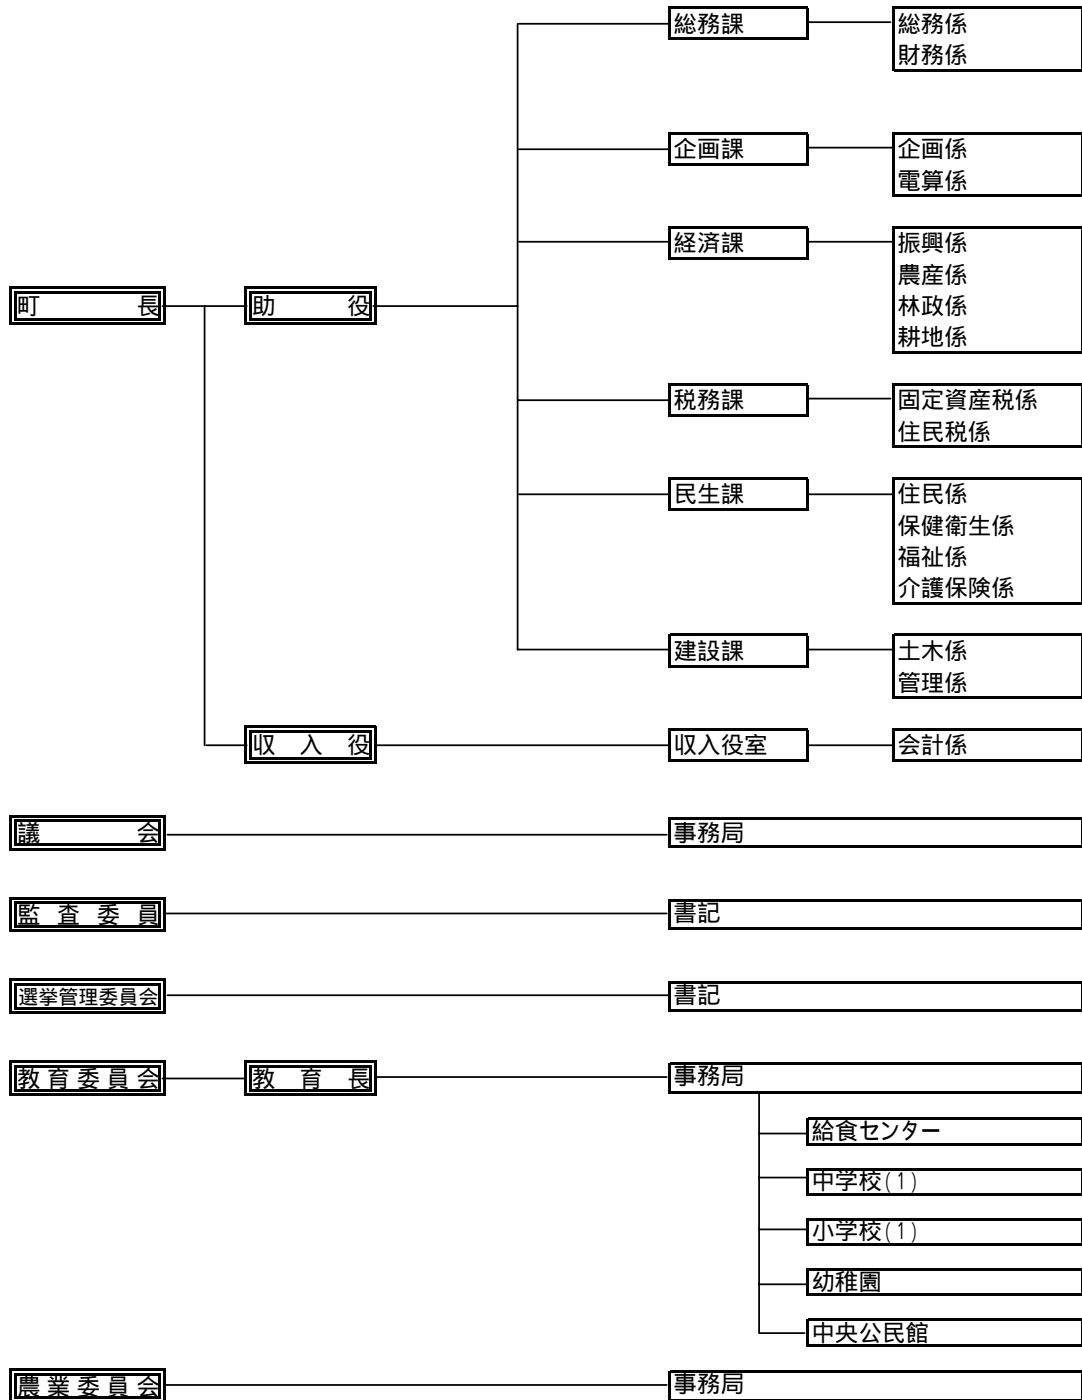 総務課
総務係
財務係
企画課
企画係
電算係
経済課
振興係
農産係
林政係
耕地係
町長
助役
税務課
固定資産税係
住民税係
民生課
住民係
保健衛生係
福祉係
介護保険係
建設課
土木係
管理係
収入役
収入役室
会計係
議会
事務局
監査委員
書記
選挙管理委員会
書記
教育委員会
教育長
事務局
給食センター
中学校(1)
小学校(1)
幼稚園
中央公民館
農業委員会
事務局